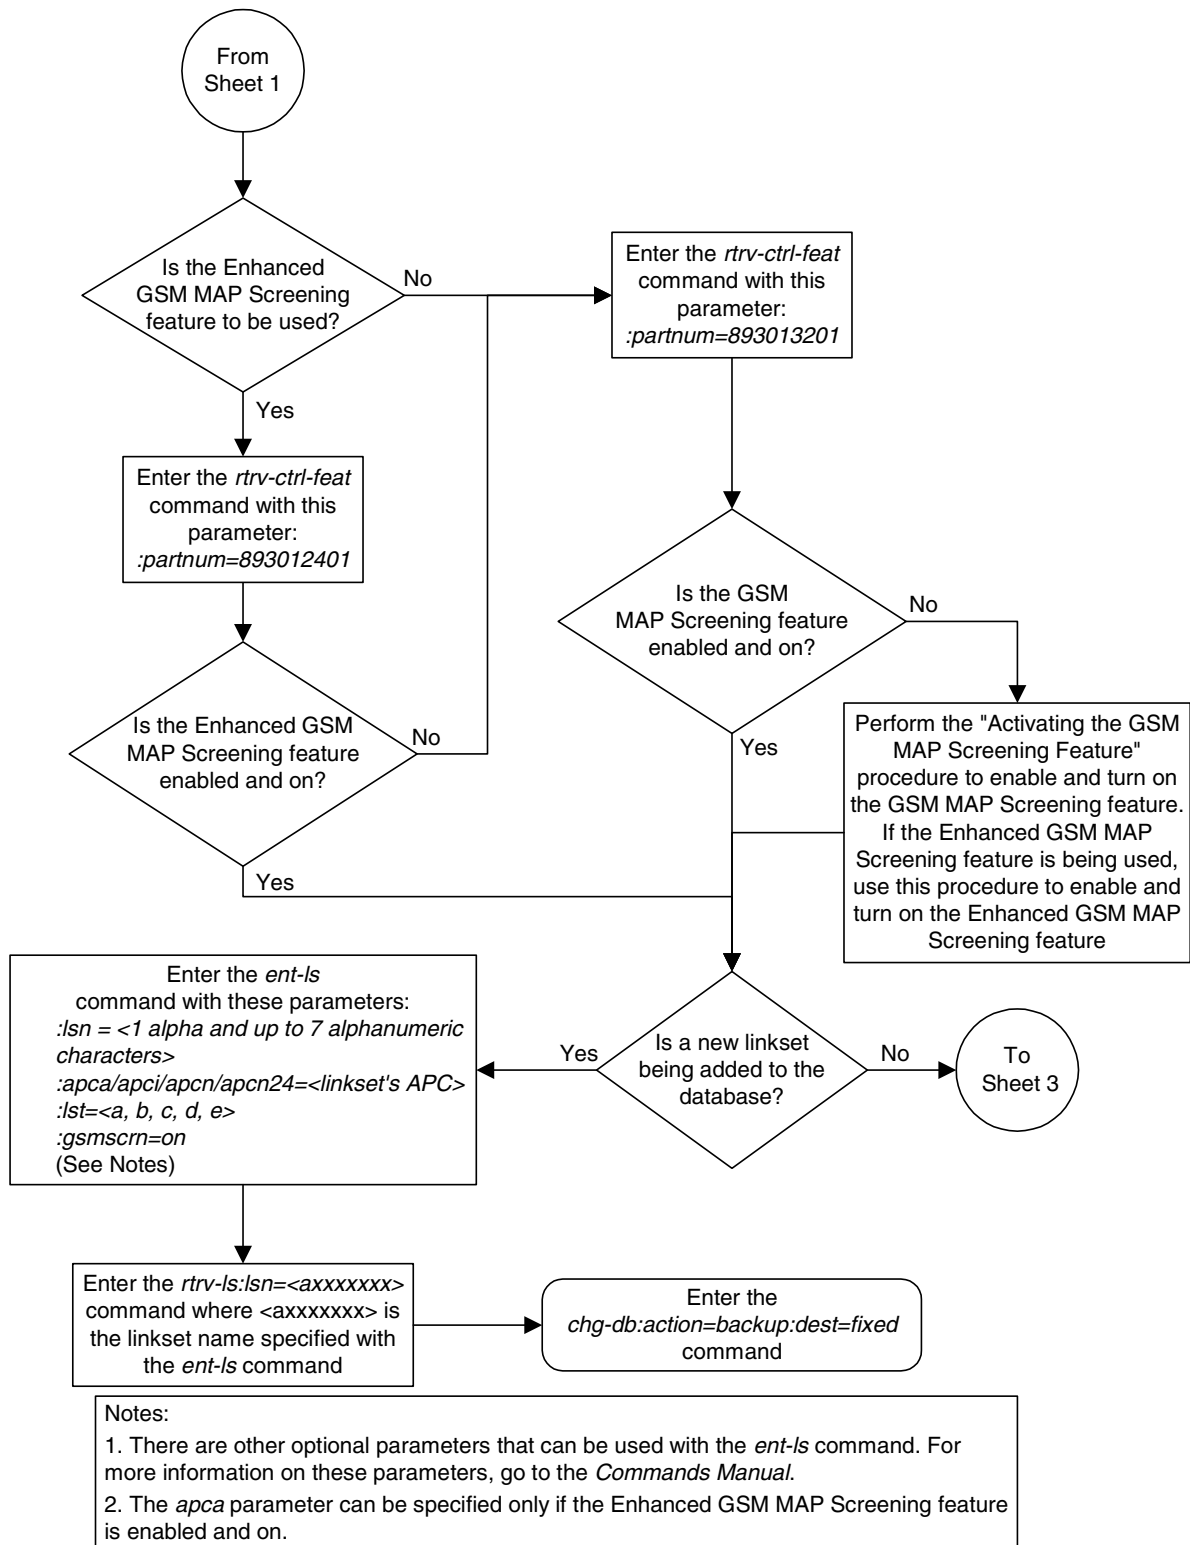 From
Sheet 1
Is the Enhanced
GSM MAP Screening
feature to be used?
No
Yes
Enter the rtrv-ctrl-feat
command with this
parameter:
:partnum=893013201
Enter the rtrv-ctrl-feat
command with this
parameter:
:partnum=893012401
Is the GSM
MAP Screening feature
enabled and on?
No
Yes
Is the Enhanced GSM
MAP Screening feature
enabled and on?
No
Yes
Perform the "Activating the GSM
MAP Screening Feature"
procedure to enable and turn on
the GSM MAP Screening feature.
If the Enhanced GSM MAP
Screening feature is being used,
use this procedure to enable and
turn on the Enhanced GSM MAP
Screening feature
Is a new linkset
being added to the
database?
Yes
No
To
Sheet 3
Enter the ent-ls
command with these parameters:
:lsn = <1 alpha and up to 7 alphanumeric
characters>
:apca/apci/apcn/apcn24=<linkset's APC>
:lst=<a, b, c, d, e>
:gsmscrn=on
(See Notes)
Enter the rtrv-ls:lsn=<axxxxxxx>
command where <axxxxxxx> is
the linkset name specified with
the ent-ls command
Enter the
chg-db:action=backup:dest=fixed
command
Notes:
1. There are other optional parameters that can be used with the ent-ls command. For
more information on these parameters, go to the Commands Manual.
2. The apca parameter can be specified only if the Enhanced GSM MAP Screening feature
is enabled and on.